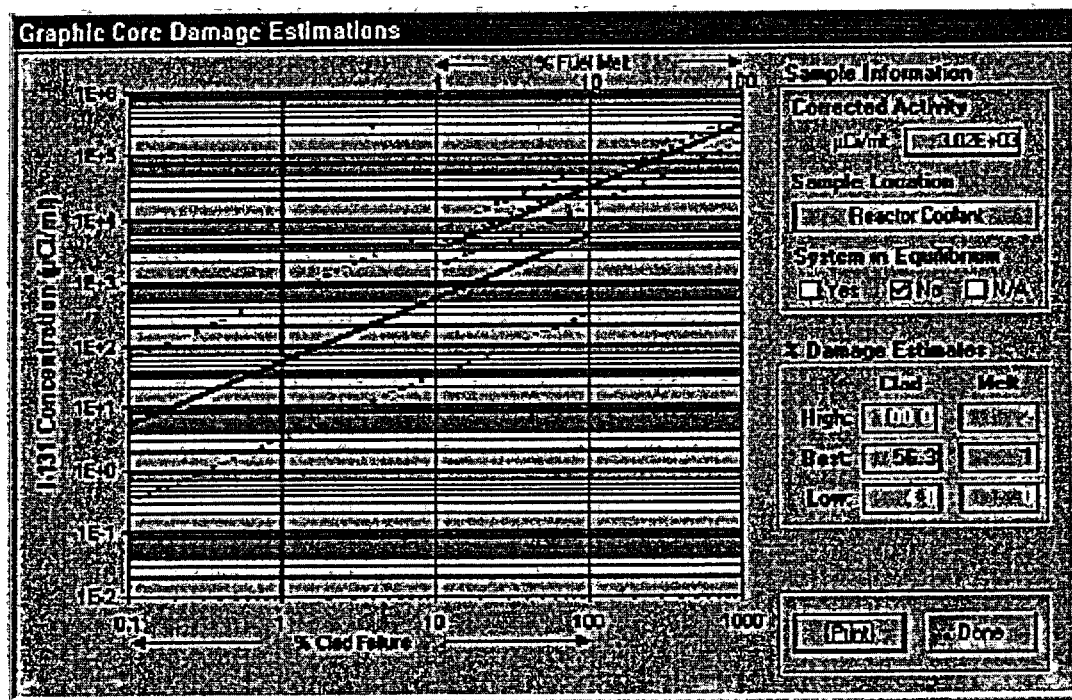 Graphic Core Damage Estimations
% Fuel Melt
1 10 100
1E+6
1E+5
1E+4
1E+3
1E+2
1E+1
1E+0
1E-1
1E-2
I-131 Concentration (µCi/ml)
0.1 1 10 100 1000
% Clad Failure
Sample Information
Corrected Activity
µCi/ml:
Sample Location
Reactor Coolant
System in Equilibrium
Yes No N/A
% Damage Estimates
Clad Melt
High:
Best: 56.3 1
Low:
Print Done